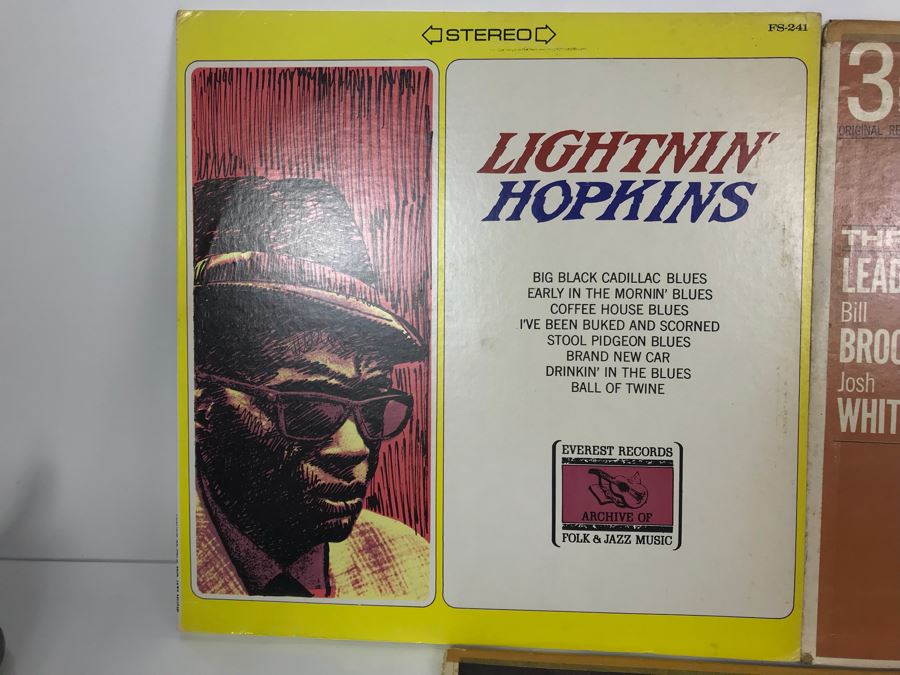 STEREO
FS-241
LIGHTNIN'
HOPKINS
BIG BLACK CADILLAC BLUES
EARLY IN THE MORNIN' BLUES
COFFEE HOUSE BLUES
I'VE BEEN BUKED AND SCORNED
STOOL PIDGEON BLUES
BRAND NEW CAR
DRINKIN' IN THE BLUES
BALL OF TWINE
EVEREST RECORDS
ARCHIVE OF
FOLK & JAZZ MUSIC
3
ORIGINAL RE
THE
LEAD
Bill
BROO
Josh
WHIT